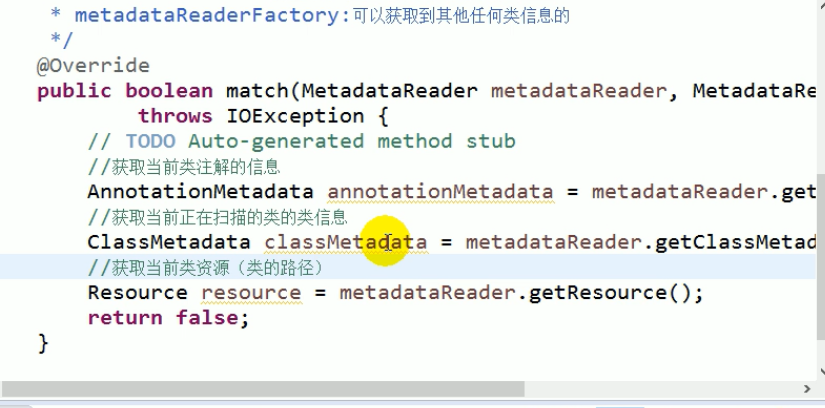 * metadataReaderFactory:可以获取到其他任何类信息的
*/
@Override
public boolean match(MetadataReader metadataReader, MetadataRe
throws IOException {
// TODO Auto-generated method stub
//获取当前类注解的信息
AnnotationMetadata annotationMetadata = metadataReader.get
//获取当前正在扫描的类的类信息
ClassMetadata classMetadata = metadataReader.getClassMetad
//获取当前类资源（类的路径）
Resource resource = metadataReader.getResource();
return false;
}